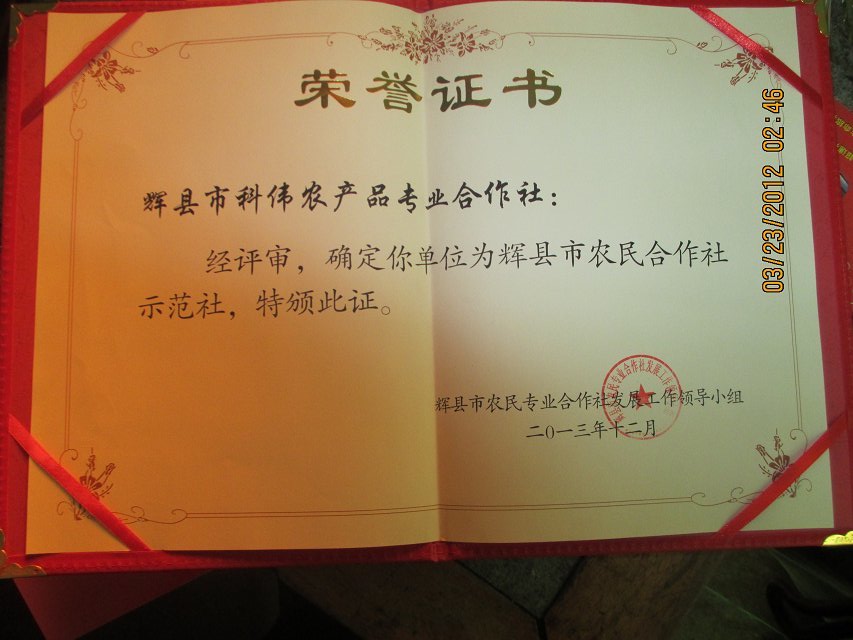 荣誉证书
辉县市科伟农产品专业合作社：
经评审，确定你单位为辉县市农民合作社
示范社，特颁此证。
辉县市农民专业合作社发展工作领导小组
二〇一三年十二月
03/23/2012 02:46